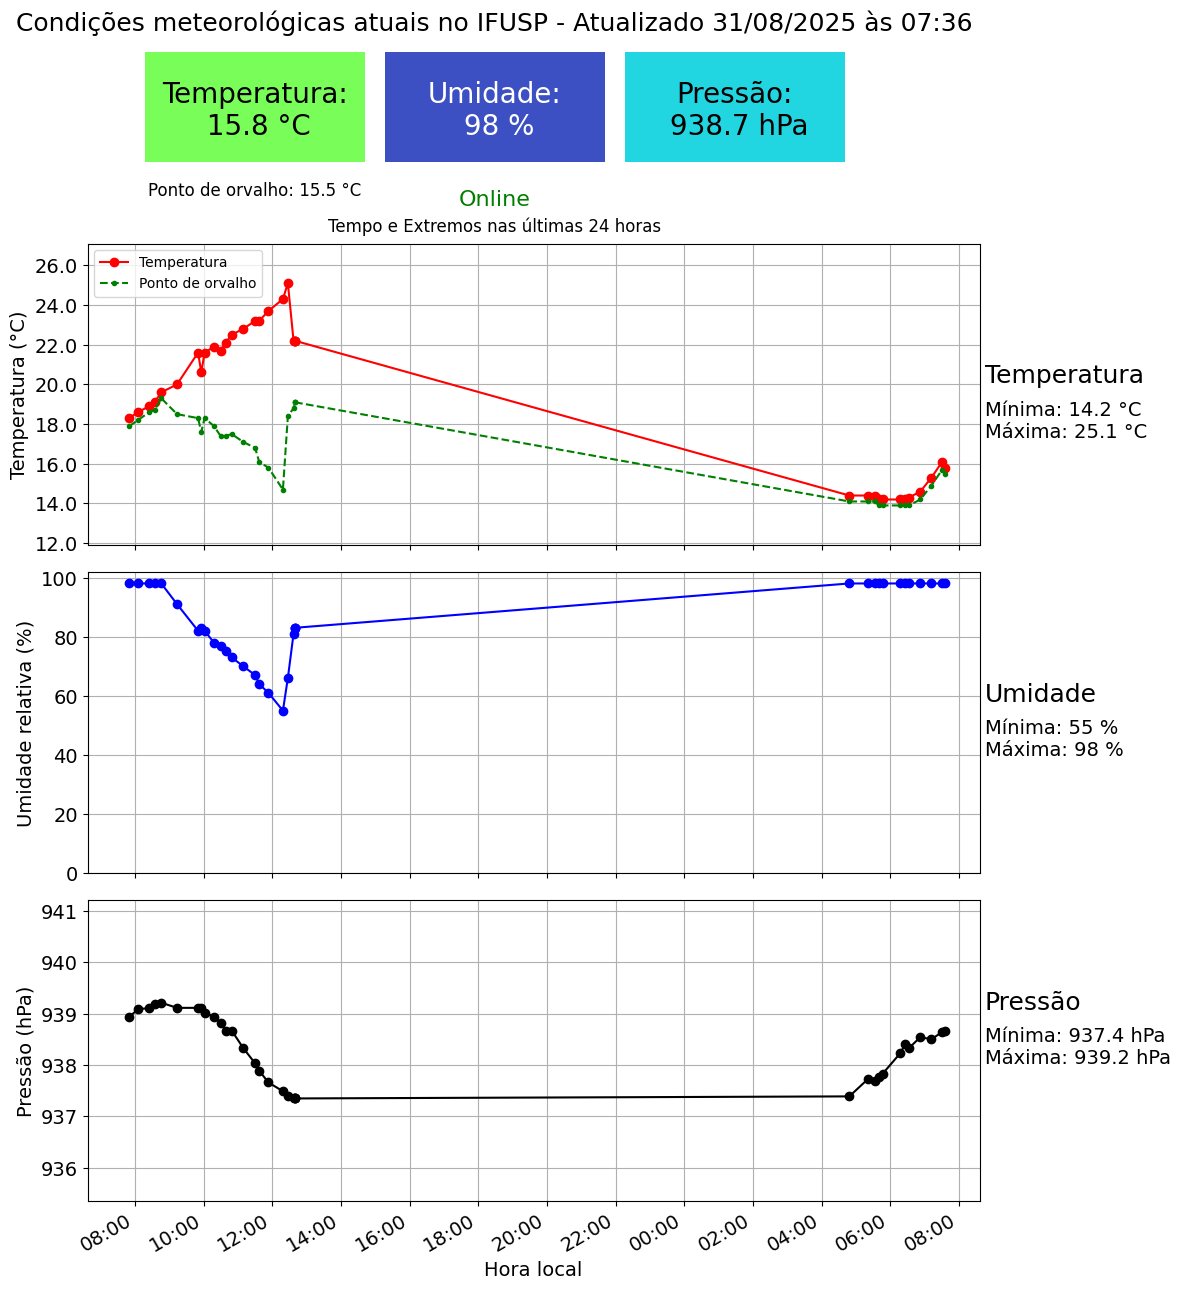 Condições meteorológicas atuais no IFUSP - Atualizado 31/08/2025 às 07:36
Temperatura:
15.8 °C
Umidade:
98 %
Pressão:
938.7 hPa
Ponto de orvalho: 15.5 °C
Online
Tempo e Extremos nas últimas 24 horas
Temperatura
Ponto de orvalho
Temperatura (°C)
26.0
24.0
22.0
20.0
18.0
16.0
14.0
12.0
Temperatura
Mínima: 14.2 °C
Máxima: 25.1 °C
Umidade relativa (%)
100
80
60
40
20
0
Umidade
Mínima: 55 %
Máxima: 98 %
Pressão (hPa)
941
940
939
938
937
936
Pressão
Mínima: 937.4 hPa
Máxima: 939.2 hPa
08:00
10:00
12:00
14:00
16:00
18:00
20:00
22:00
00:00
02:00
04:00
06:00
08:00
Hora local